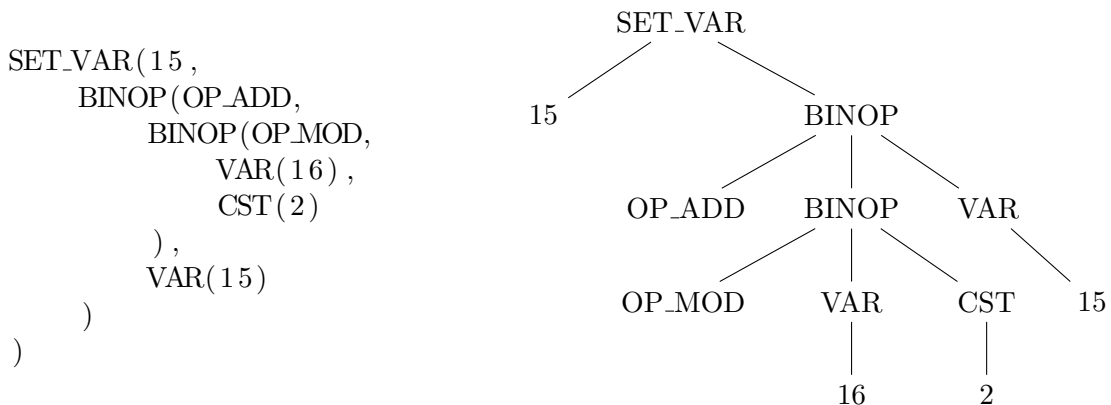 SET_VAR(15,
BINOP(OP_ADD,
BINOP(OP_MOD,
VAR(16),
CST(2)
),
VAR(15)
)
)
SET_VAR
15 BINOP
OP_ADD BINOP VAR
OP_MOD VAR CST 15
16 2